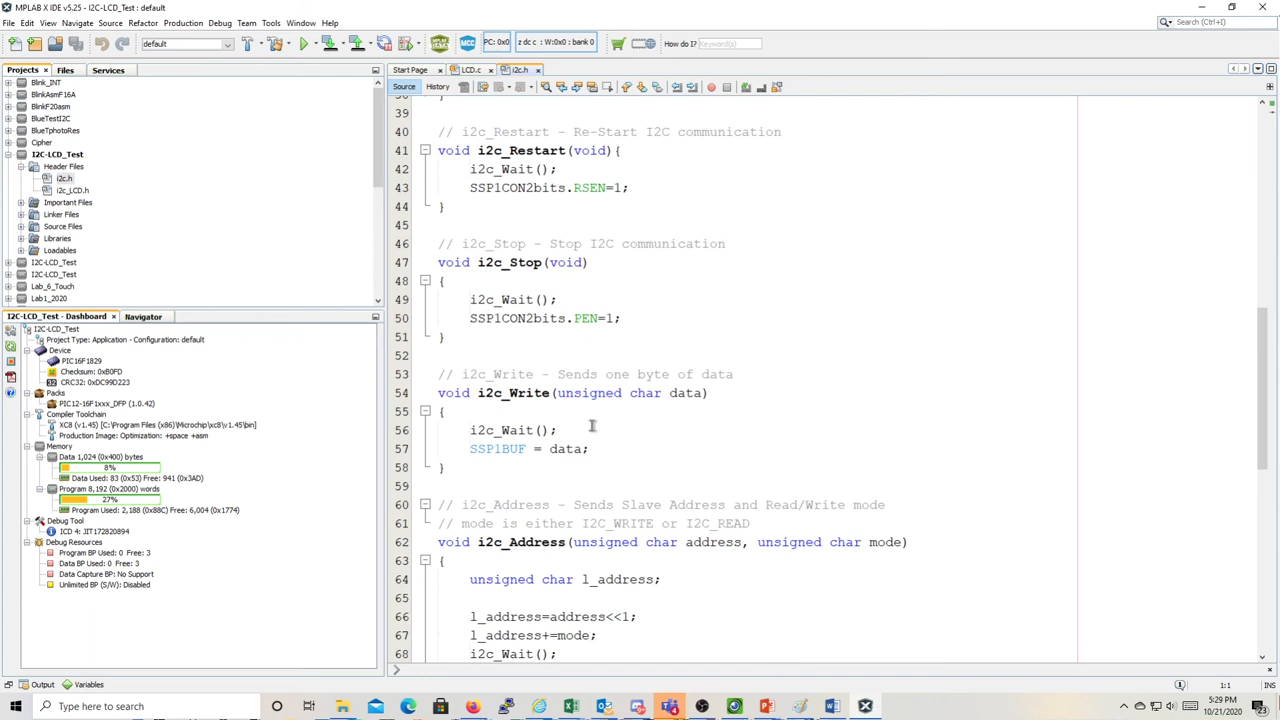 MPLAB X IDE v5.25 - I2C-LCD_Test : default
File Edit View Navigate Source Refactor Production Debug Team Tools Window Help
Search (Ctrl+I)
default
PC: 0x0
z dc c : W:0x0 : bank 0
How do I?
Keyword(s)
Projects
Files
Services
Blink_INT
BlinkAsmF16A
BlinkF20asm
BlueTestI2C
BlueTphotoRes
Cipher
I2C-LCD_Test
Header Files
i2c.h
i2c_LCD.h
Important Files
Linker Files
Source Files
Libraries
Loadables
I2C-LCD_Test
I2C-LCD_Test
Lab_6_Touch
Lab1_2020
I2C-LCD_Test - Dashboard
Navigator
I2C-LCD_Test
Project Type: Application - Configuration: default
Device
PIC16F1829
Checksum: 0xB0FD
CRC32: 0xDC99D223
Packs
PIC12-16F1xxx_DFP (1.0.42)
Compiler Toolchain
XC8 (v1.45) [C:\Program Files (x86)\Microchip\xc8\v1.45\bin]
Production Image: Optimization: +space +asm
Memory
Data 1,024 (0x400) bytes
8%
Data Used: 83 (0x53) Free: 941 (0x3AD)
Program 8,192 (0x2000) words
27%
Program Used: 2,188 (0x88C) Free: 6,004 (0x1774)
Debug Tool
ICD 4: JIT172820894
Debug Resources
Program BP Used: 0 Free: 3
Data BP Used: 0 Free: 3
Data Capture BP: No Support
Unlimited BP (S/W): Disabled
Start Page
LCD.c
i2c.h
Source
History
38 }
39
40 // i2c_Restart - Re-Start I2C communication
41 void i2c_Restart(void){
42 i2c_Wait();
43 SSP1CON2bits.RSEN=1;
44 }
45
46 // i2c_Stop - Stop I2C communication
47 void i2c_Stop(void)
48 {
49 i2c_Wait();
50 SSP1CON2bits.PEN=1;
51 }
52
53 // i2c_Write - Sends one byte of data
54 void i2c_Write(unsigned char data)
55 {
56 i2c_Wait();
57 SSP1BUF = data;
58 }
59
60 // i2c_Address - Sends Slave Address and Read/Write mode
61 // mode is either I2C_WRITE or I2C_READ
62 void i2c_Address(unsigned char address, unsigned char mode)
63 {
64 unsigned char l_address;
65
66 l_address=address<<1;
67 l_address+=mode;
68 i2c_Wait();
Output
Variables
1:1
INS
Type here to search
5:29 PM
10/21/2020
23